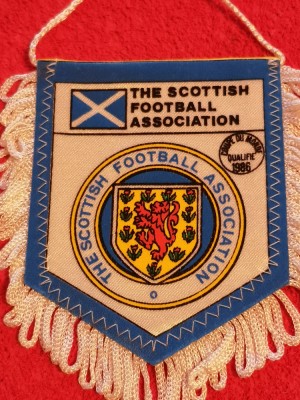 THE SCOTTISH
FOOTBALL
ASSOCIATION
COUPE DU MONDE
QUALIFIÉ
1986
THE SCOTTISH FOOTBALL ASSOCIATION